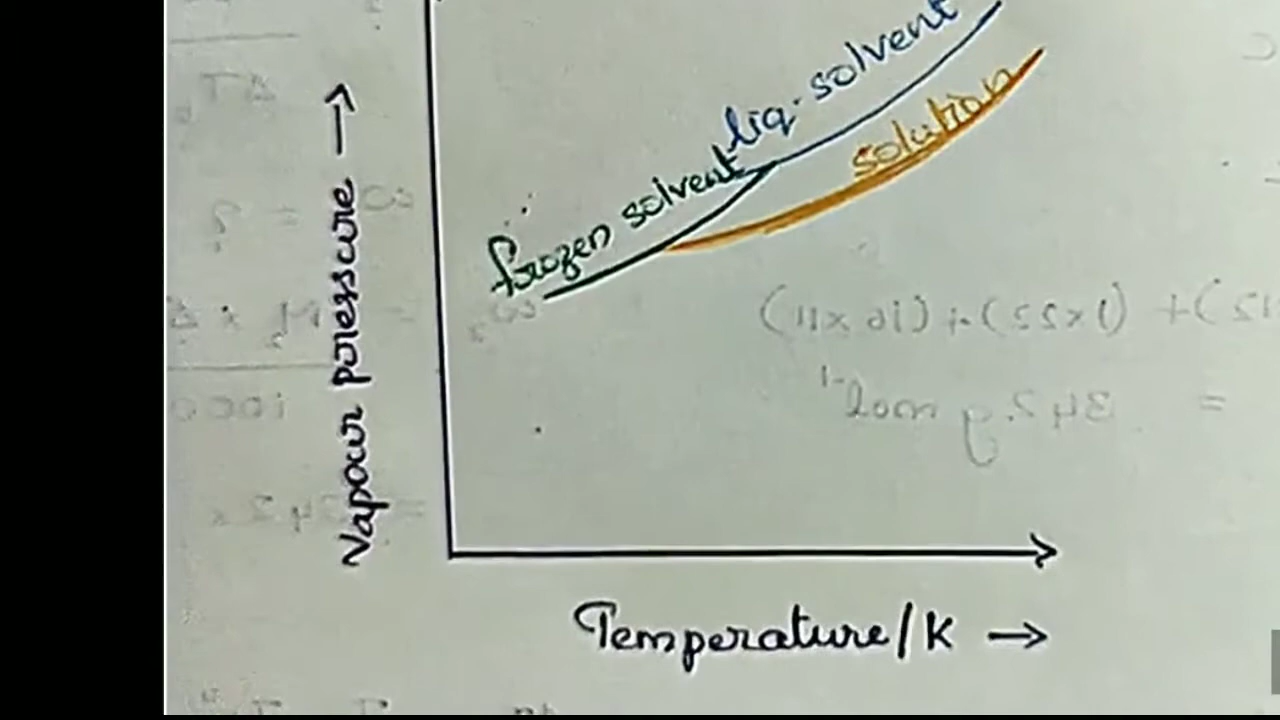 liq. solvent
frozen solvent
solution
Vapour pressure →
Temperature/K →